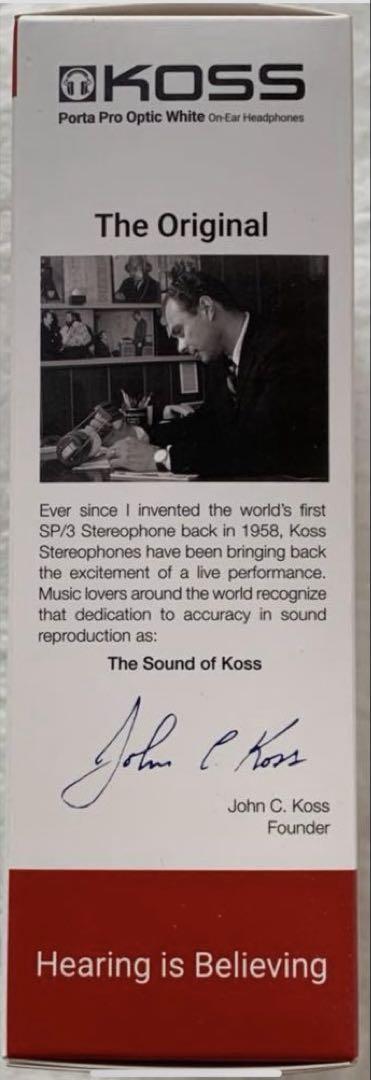 KOSS
Porta Pro Optic White On-Ear Headphones
The Original
Ever since I invented the world's first
SP/3 Stereophone back in 1958, Koss
Stereophones have been bringing back
the excitement of a live performance.
Music lovers around the world recognize
that dedication to accuracy in sound
reproduction as:
The Sound of Koss
John C. Koss
John C. Koss
Founder
Hearing is Believing